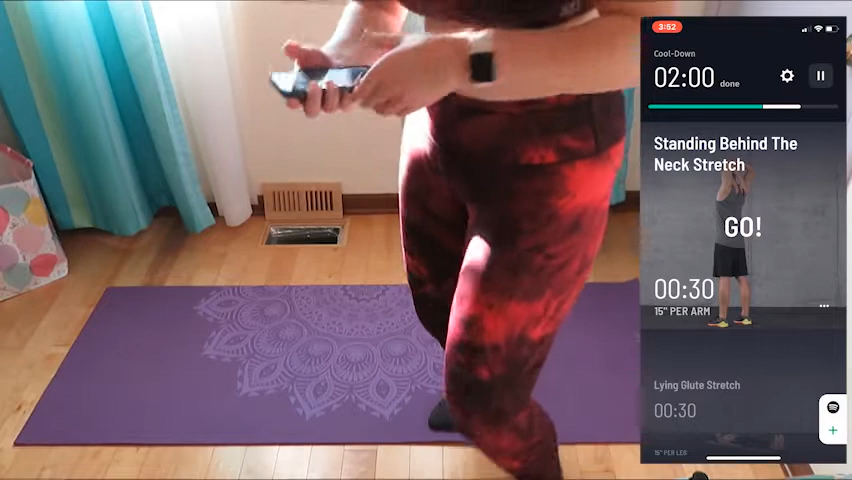 3:52
Cool-Down
02:00 done
Standing Behind The
Neck Stretch
GO!
00:30
15" PER ARM
Lying Glute Stretch
00:30
15" PER LEG